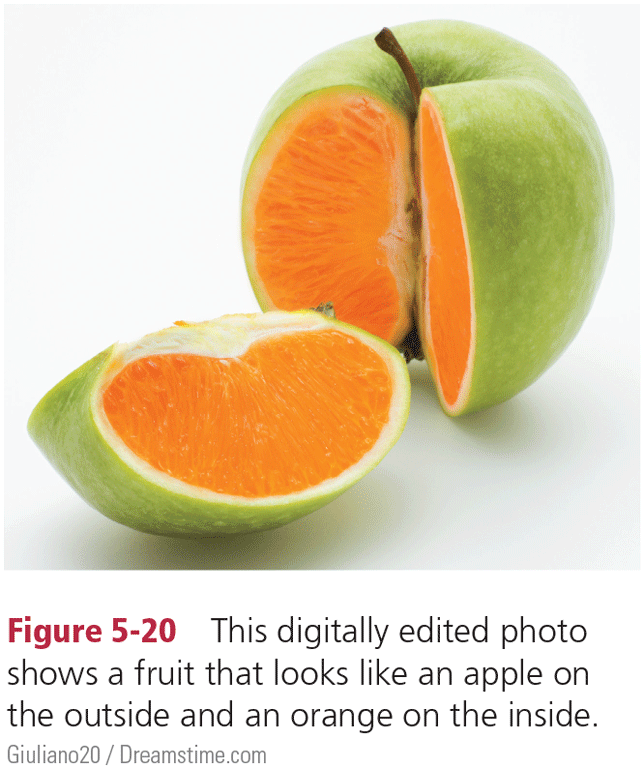 Figure 5-20 This digitally edited photo
shows a fruit that looks like an apple on
the outside and an orange on the inside.
Giuliano20 / Dreamstime.com